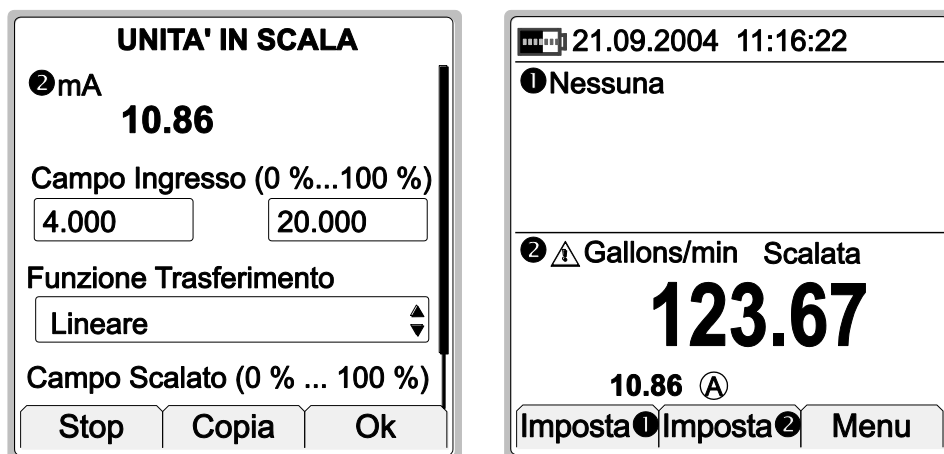 UNITA' IN SCALA
❷mA
10.86
Campo Ingresso (0 %...100 %)
4.000 20.000
Funzione Trasferimento
Lineare
Campo Scalato (0 % ... 100 %)
Stop Copia Ok
21.09.2004 11:16:22
❶Nessuna
❷ ⚠ Gallons/min Scalata
123.67
10.86 Ⓐ
Imposta❶ Imposta❷ Menu